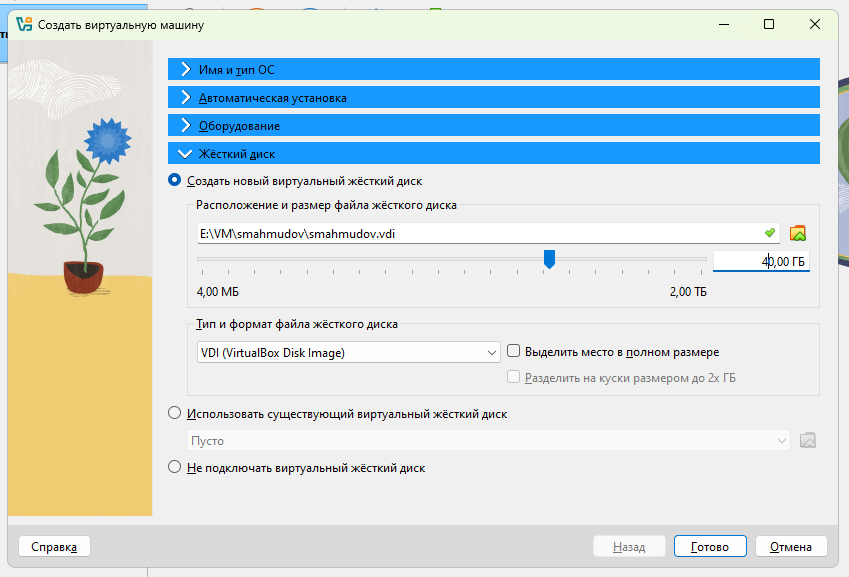 Создать виртуальную машину
Имя и тип ОС
Автоматическая установка
Оборудование
Жёсткий диск
Создать новый виртуальный жёсткий диск
Расположение и размер файла жёсткого диска
E:\VM\smahmudov\smahmudov.vdi
40,00 ГБ
4,00 МБ
2,00 ТБ
Тип и формат файла жёсткого диска
VDI (VirtualBox Disk Image)
Выделить место в полном размере
Разделить на куски размером до 2х ГБ
Использовать существующий виртуальный жёсткий диск
Пусто
Не подключать виртуальный жёсткий диск
Справка
Назад
Готово
Отмена